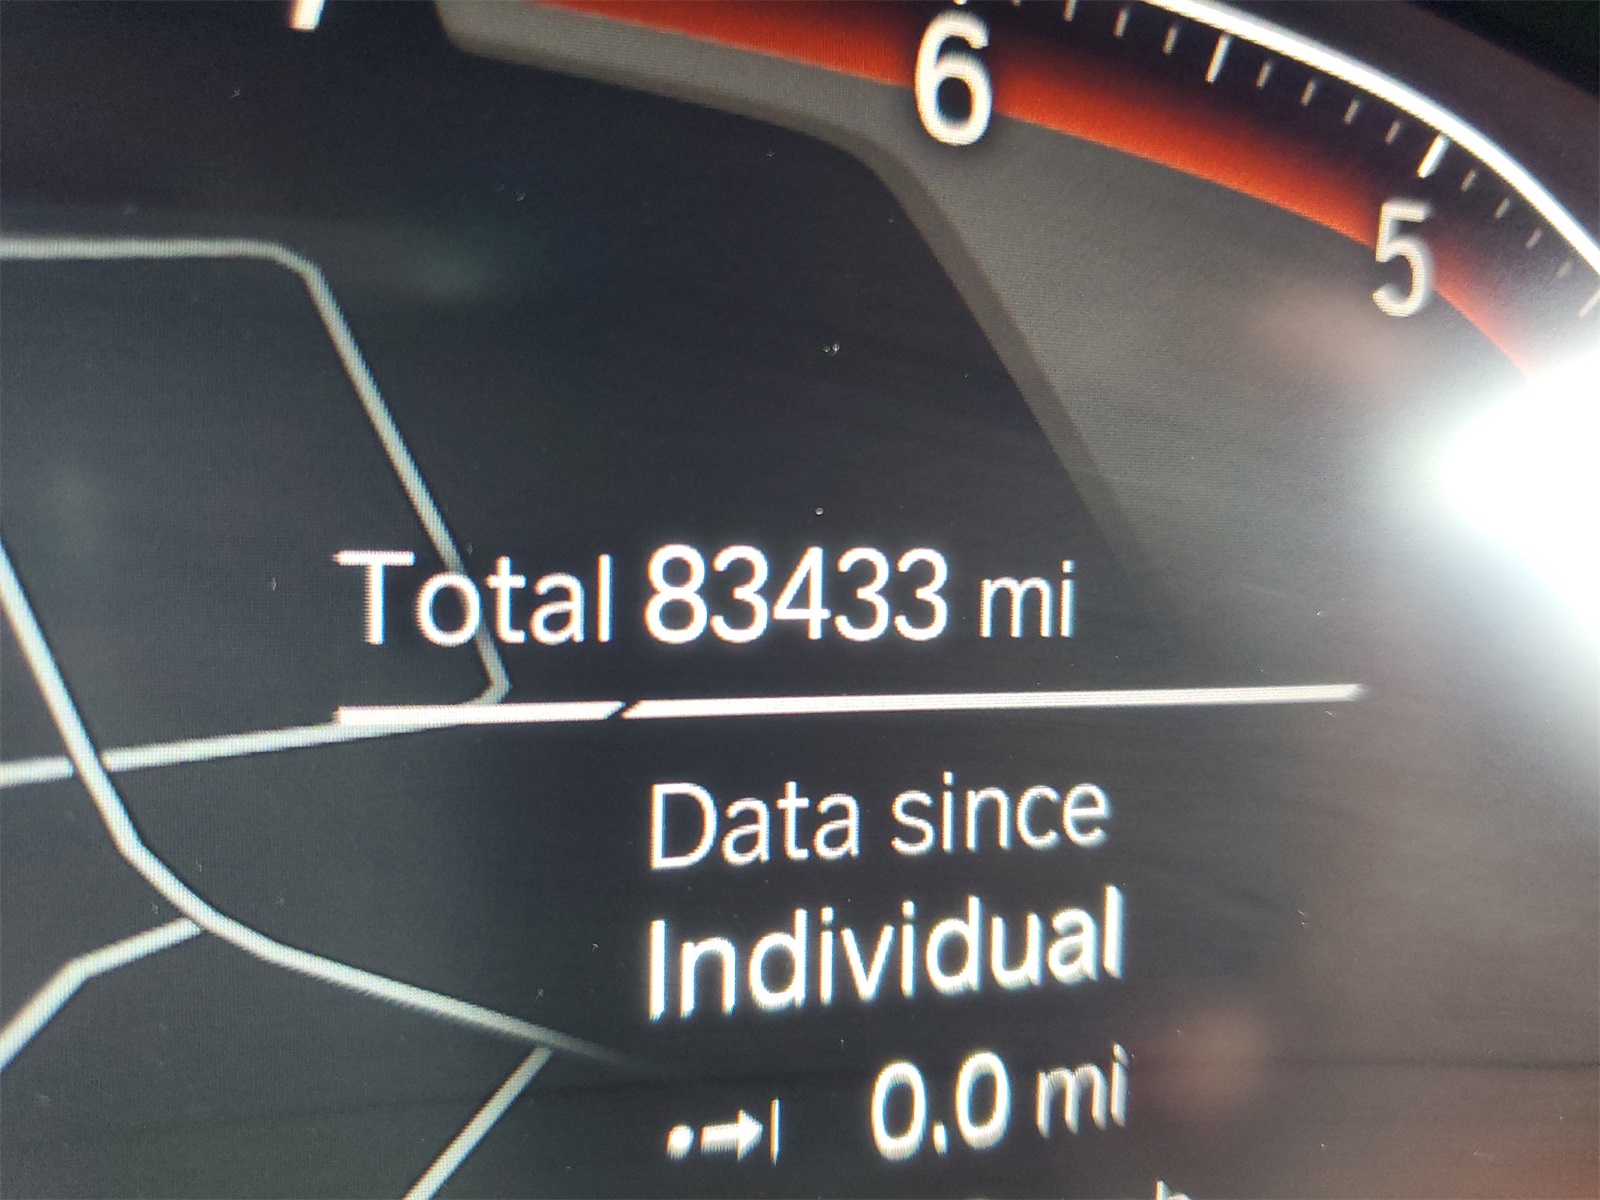 6
5
Total 83433 mi
Data since
Individual
0.0 mi